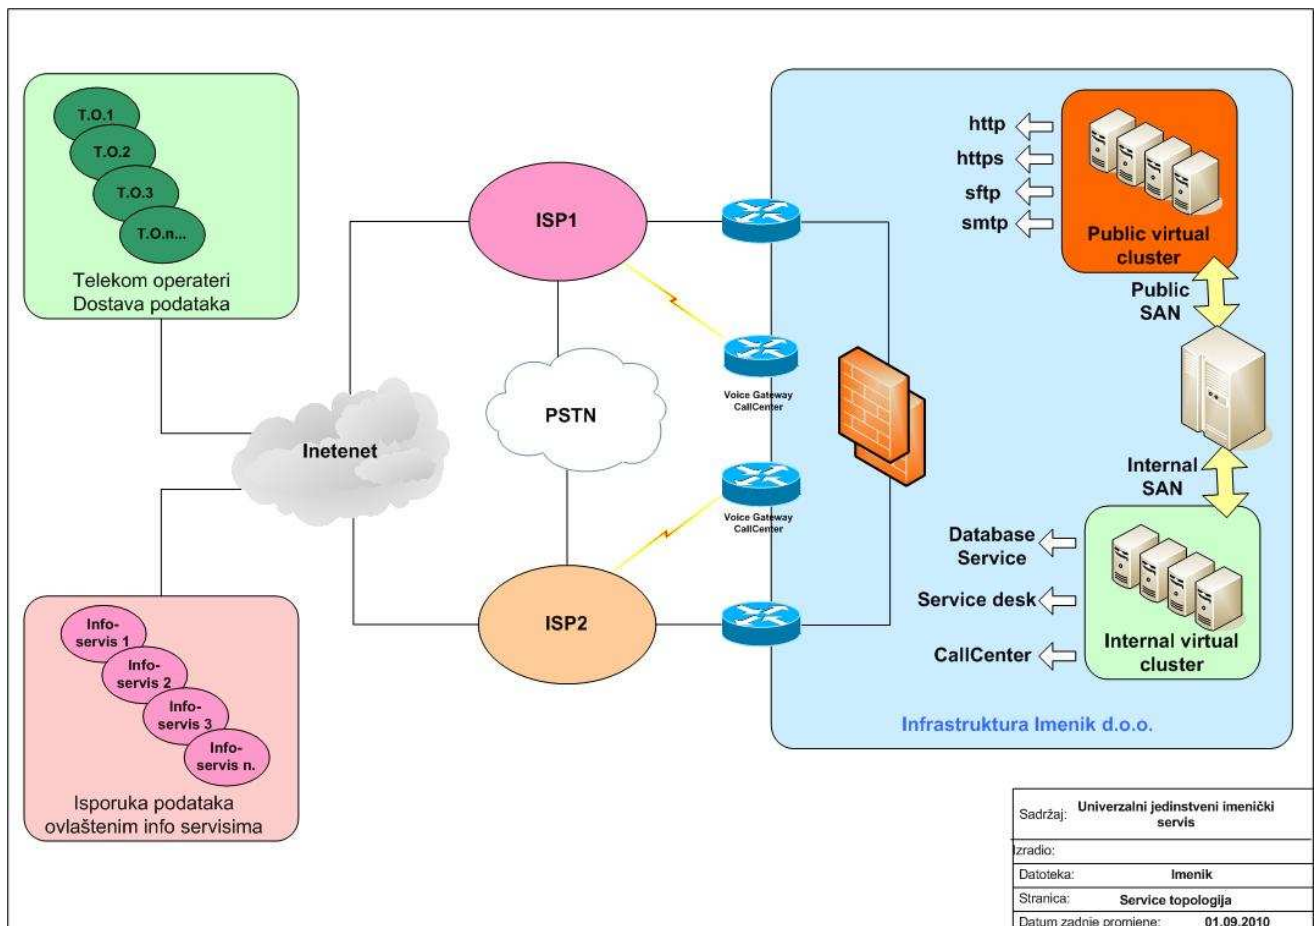 T.O.1
T.O.2
T.O.3
T.O.n...
Telekom operateri
Dostava podataka
Inetenet
Info-
servis 1
Info-
servis 2
Info-
servis 3
Info-
servis n.
Isporuka podataka
ovlaštenim info servisima
ISP1
PSTN
ISP2
Voice Gateway
CallCenter
Voice Gateway
CallCenter
http
https
sftp
smtp
Public virtual
cluster
Public
SAN
Internal
SAN
Database
Service
Service desk
CallCenter
Internal virtual
cluster
Infrastruktura Imenik d.o.o.
Sadržaj: Univerzalni jedinstveni imenički
servis
Izradio:
Datoteka: Imenik
Stranica: Service topologija
Datum zadnje promjene: 01.09.2010